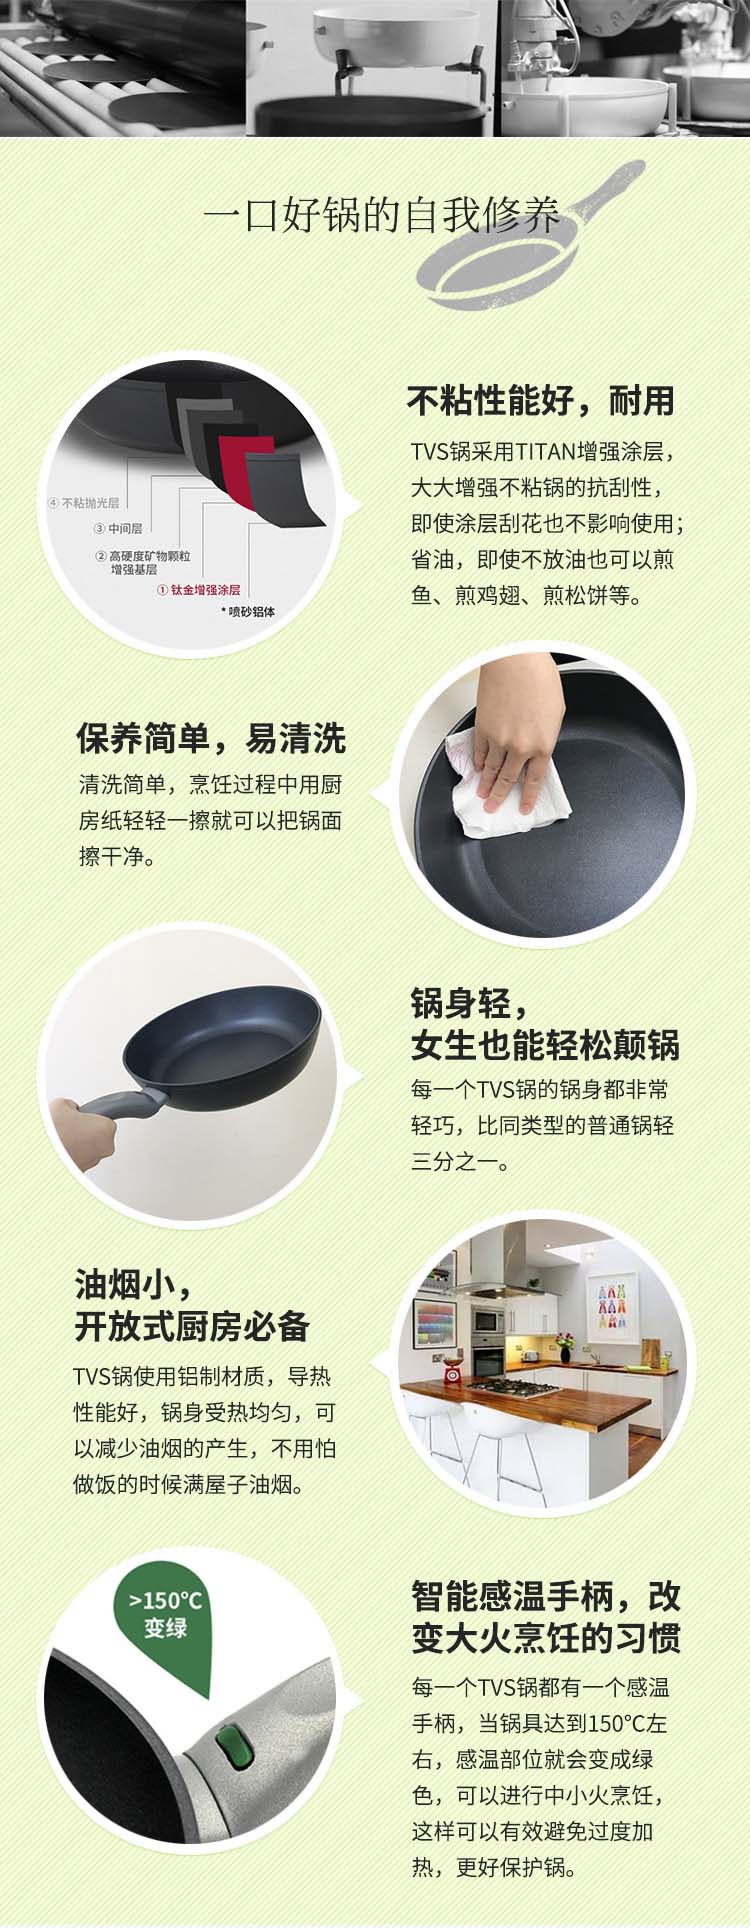 一口好锅的自我修养
不粘性能好，耐用
TVS锅采用TITAN增强涂层，
大大增强不粘锅的抗刮性，
即使涂层刮花也不影响使用；
省油，即使不放油也可以煎
鱼、煎鸡翅、煎松饼等。
④ 不粘抛光层
③ 中间层
② 高硬度矿物颗粒
增强基层
① 钛金增强涂层
* 喷砂铝体
保养简单，易清洗
清洗简单，烹饪过程中用厨
房纸轻轻一擦就可以把锅面
擦干净。
锅身轻，
女生也能轻松颠锅
每一个TVS锅的锅身都非常
轻巧，比同类型的普通锅轻
三分之一。
油烟小，
开放式厨房必备
TVS锅使用铝制材质，导热
性能好，锅身受热均匀，可
以减少油烟的产生，不用怕
做饭的时候满屋子油烟。
>150℃
变绿
智能感温手柄，改
变大火烹饪的习惯
每一个TVS锅都有一个感温
手柄，当锅具达到150℃左
右，感温部位就会变成绿
色，可以进行中小火烹饪，
这样可以有效避免过度加
热，更好保护锅。